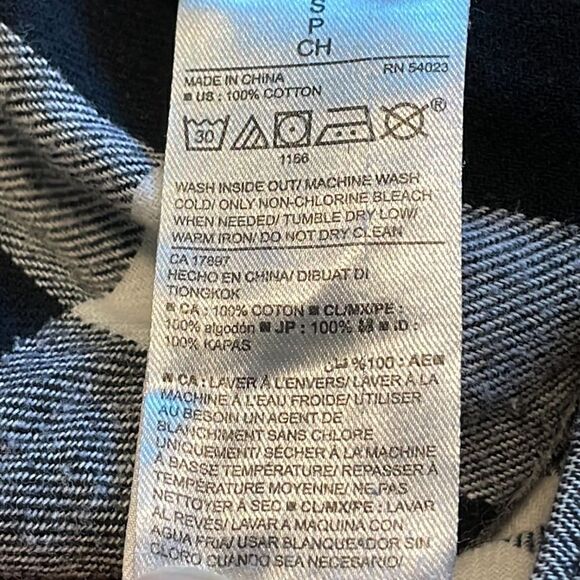 S
P
CH
MADE IN CHINA RN 54023
■ US : 100% COTTON
30 ®
1156
WASH INSIDE OUT/ MACHINE WASH
COLD/ ONLY NON-CHLORINE BLEACH
WHEN NEEDED/ TUMBLE DRY LOW/
WARM IRON/ DO NOT DRY CLEAN
CA 17897
HECHO EN CHINA/ DIBUAT DI
TIONGKOK
■ CA : 100% COTON ■ CL/MX/PE :
100% algodón ■ JP : 100% 綿 ■ ID :
100% KAPAS
■ AE : 100% قطن
■ CA : LAVER À L'ENVERS/ LAVER À LA
MACHINE À L'EAU FROIDE/ UTILISER
AU BESOIN UN AGENT DE
BLANCHIMENT SANS CHLORE
UNIQUEMENT/ SÉCHER À LA MACHINE
À BASSE TEMPÉRATURE/ REPASSER À
TEMPÉRATURE MOYENNE/ NE PAS
NETTOYER À SEC ■ CL/MX/PE : LAVAR
AL REVÉS/ LAVAR A MAQUINA CON
AGUA FRIA/ USAR BLANQUEADOR SIN
CLORO CUANDO SEA NECESARIO/